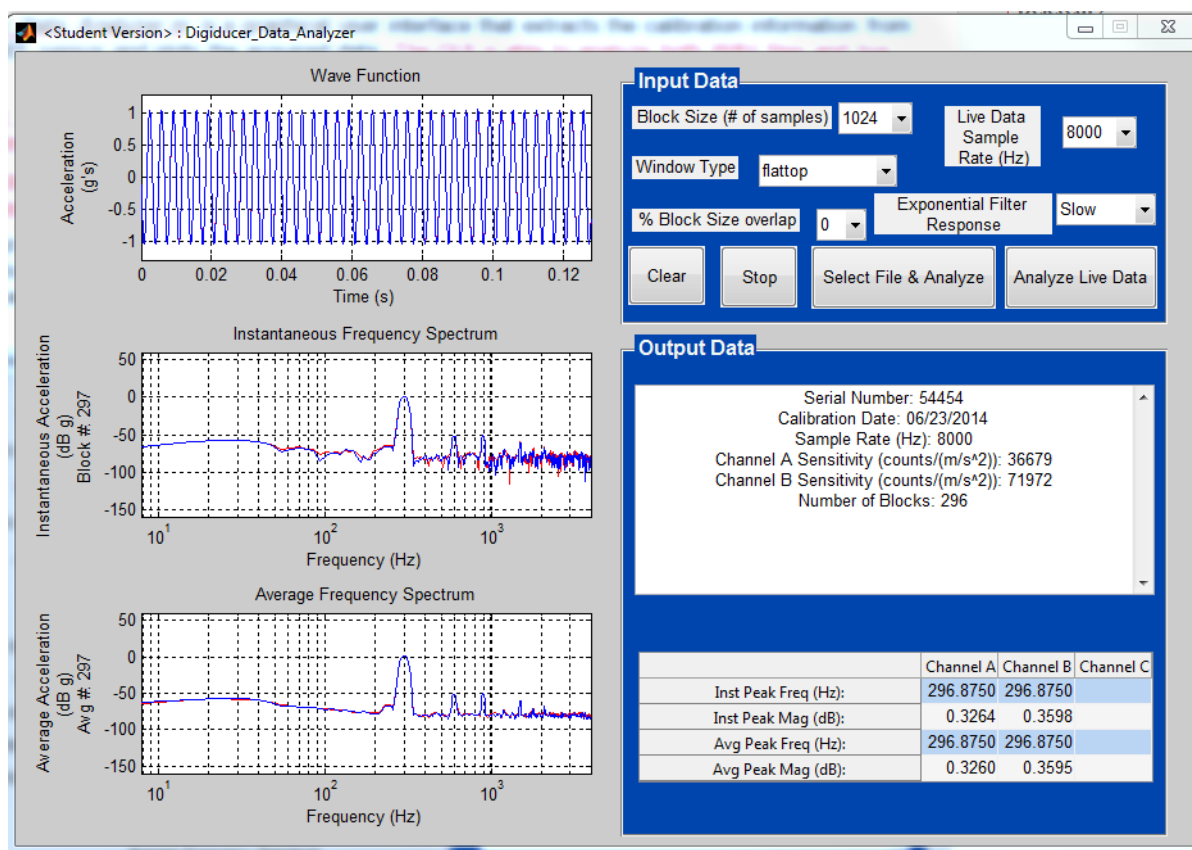 <Student Version> : Digiducer_Data_Analyzer
Wave Function
Acceleration
(g's)
1
0.5
0
-0.5
-1
0
0.02
0.04
0.06
0.08
0.1
0.12
Time (s)
Instantaneous Frequency Spectrum
Instantaneous Acceleration
(dB g)
Block # 297
50
0
-50
-100
-150
10^1
10^2
10^3
Frequency (Hz)
Average Frequency Spectrum
Average Acceleration
(dB g)
Avg # 297
50
0
-50
-100
-150
10^1
10^2
10^3
Frequency (Hz)
Input Data
Block Size (# of samples)
1024
Live Data
Sample
Rate (Hz)
8000
Window Type
flattop
% Block Size overlap
0
Exponential Filter
Response
Slow
Clear
Stop
Select File & Analyze
Analyze Live Data
Output Data
Serial Number: 54454
Calibration Date: 06/23/2014
Sample Rate (Hz): 8000
Channel A Sensitivity (counts/(m/s^2)): 36679
Channel B Sensitivity (counts/(m/s^2)): 71972
Number of Blocks: 296
Channel A Channel B Channel C
Inst Peak Freq (Hz): 296.8750 296.8750
Inst Peak Mag (dB): 0.3264 0.3598
Avg Peak Freq (Hz): 296.8750 296.8750
Avg Peak Mag (dB): 0.3260 0.3595